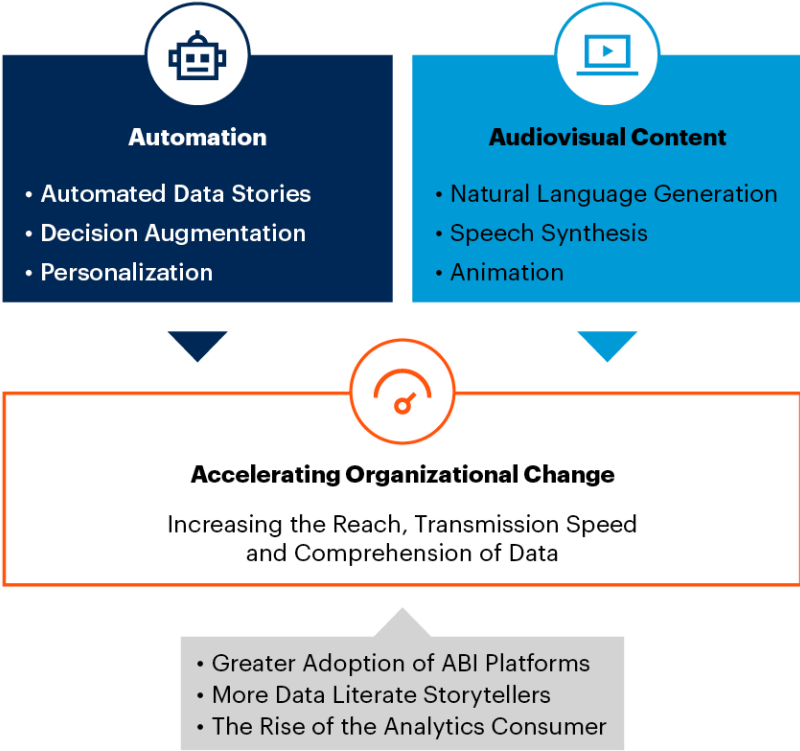 Automation
• Automated Data Stories
• Decision Augmentation
• Personalization
Audiovisual Content
• Natural Language Generation
• Speech Synthesis
• Animation
Accelerating Organizational Change
Increasing the Reach, Transmission Speed
and Comprehension of Data
• Greater Adoption of ABI Platforms
• More Data Literate Storytellers
• The Rise of the Analytics Consumer